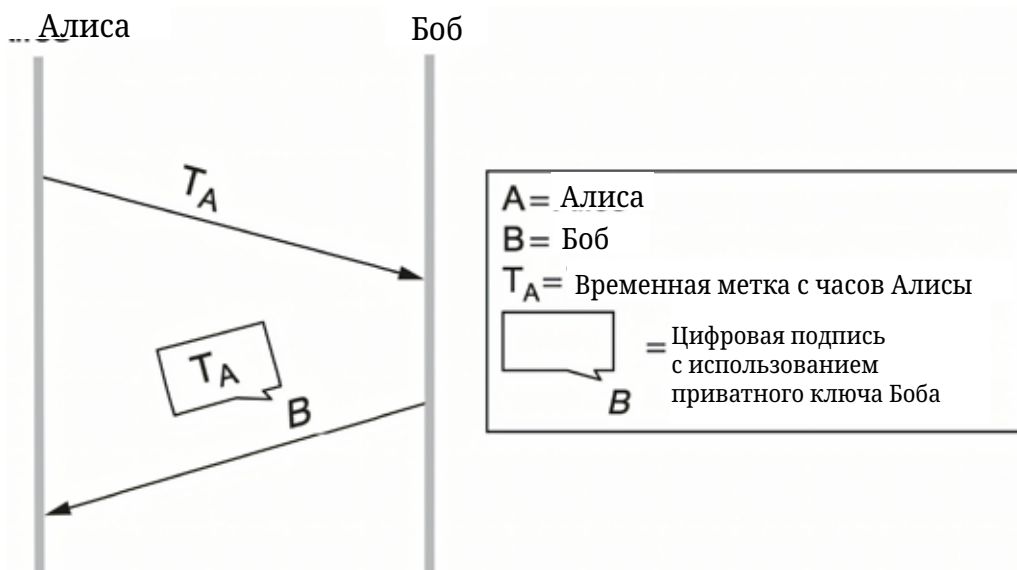 Алиса
Боб
T_A
A= Алиса
B= Боб
T_A= Временная метка с часов Алисы
= Цифровая подпись
с использованием
приватного ключа Боба
B
T_A
B